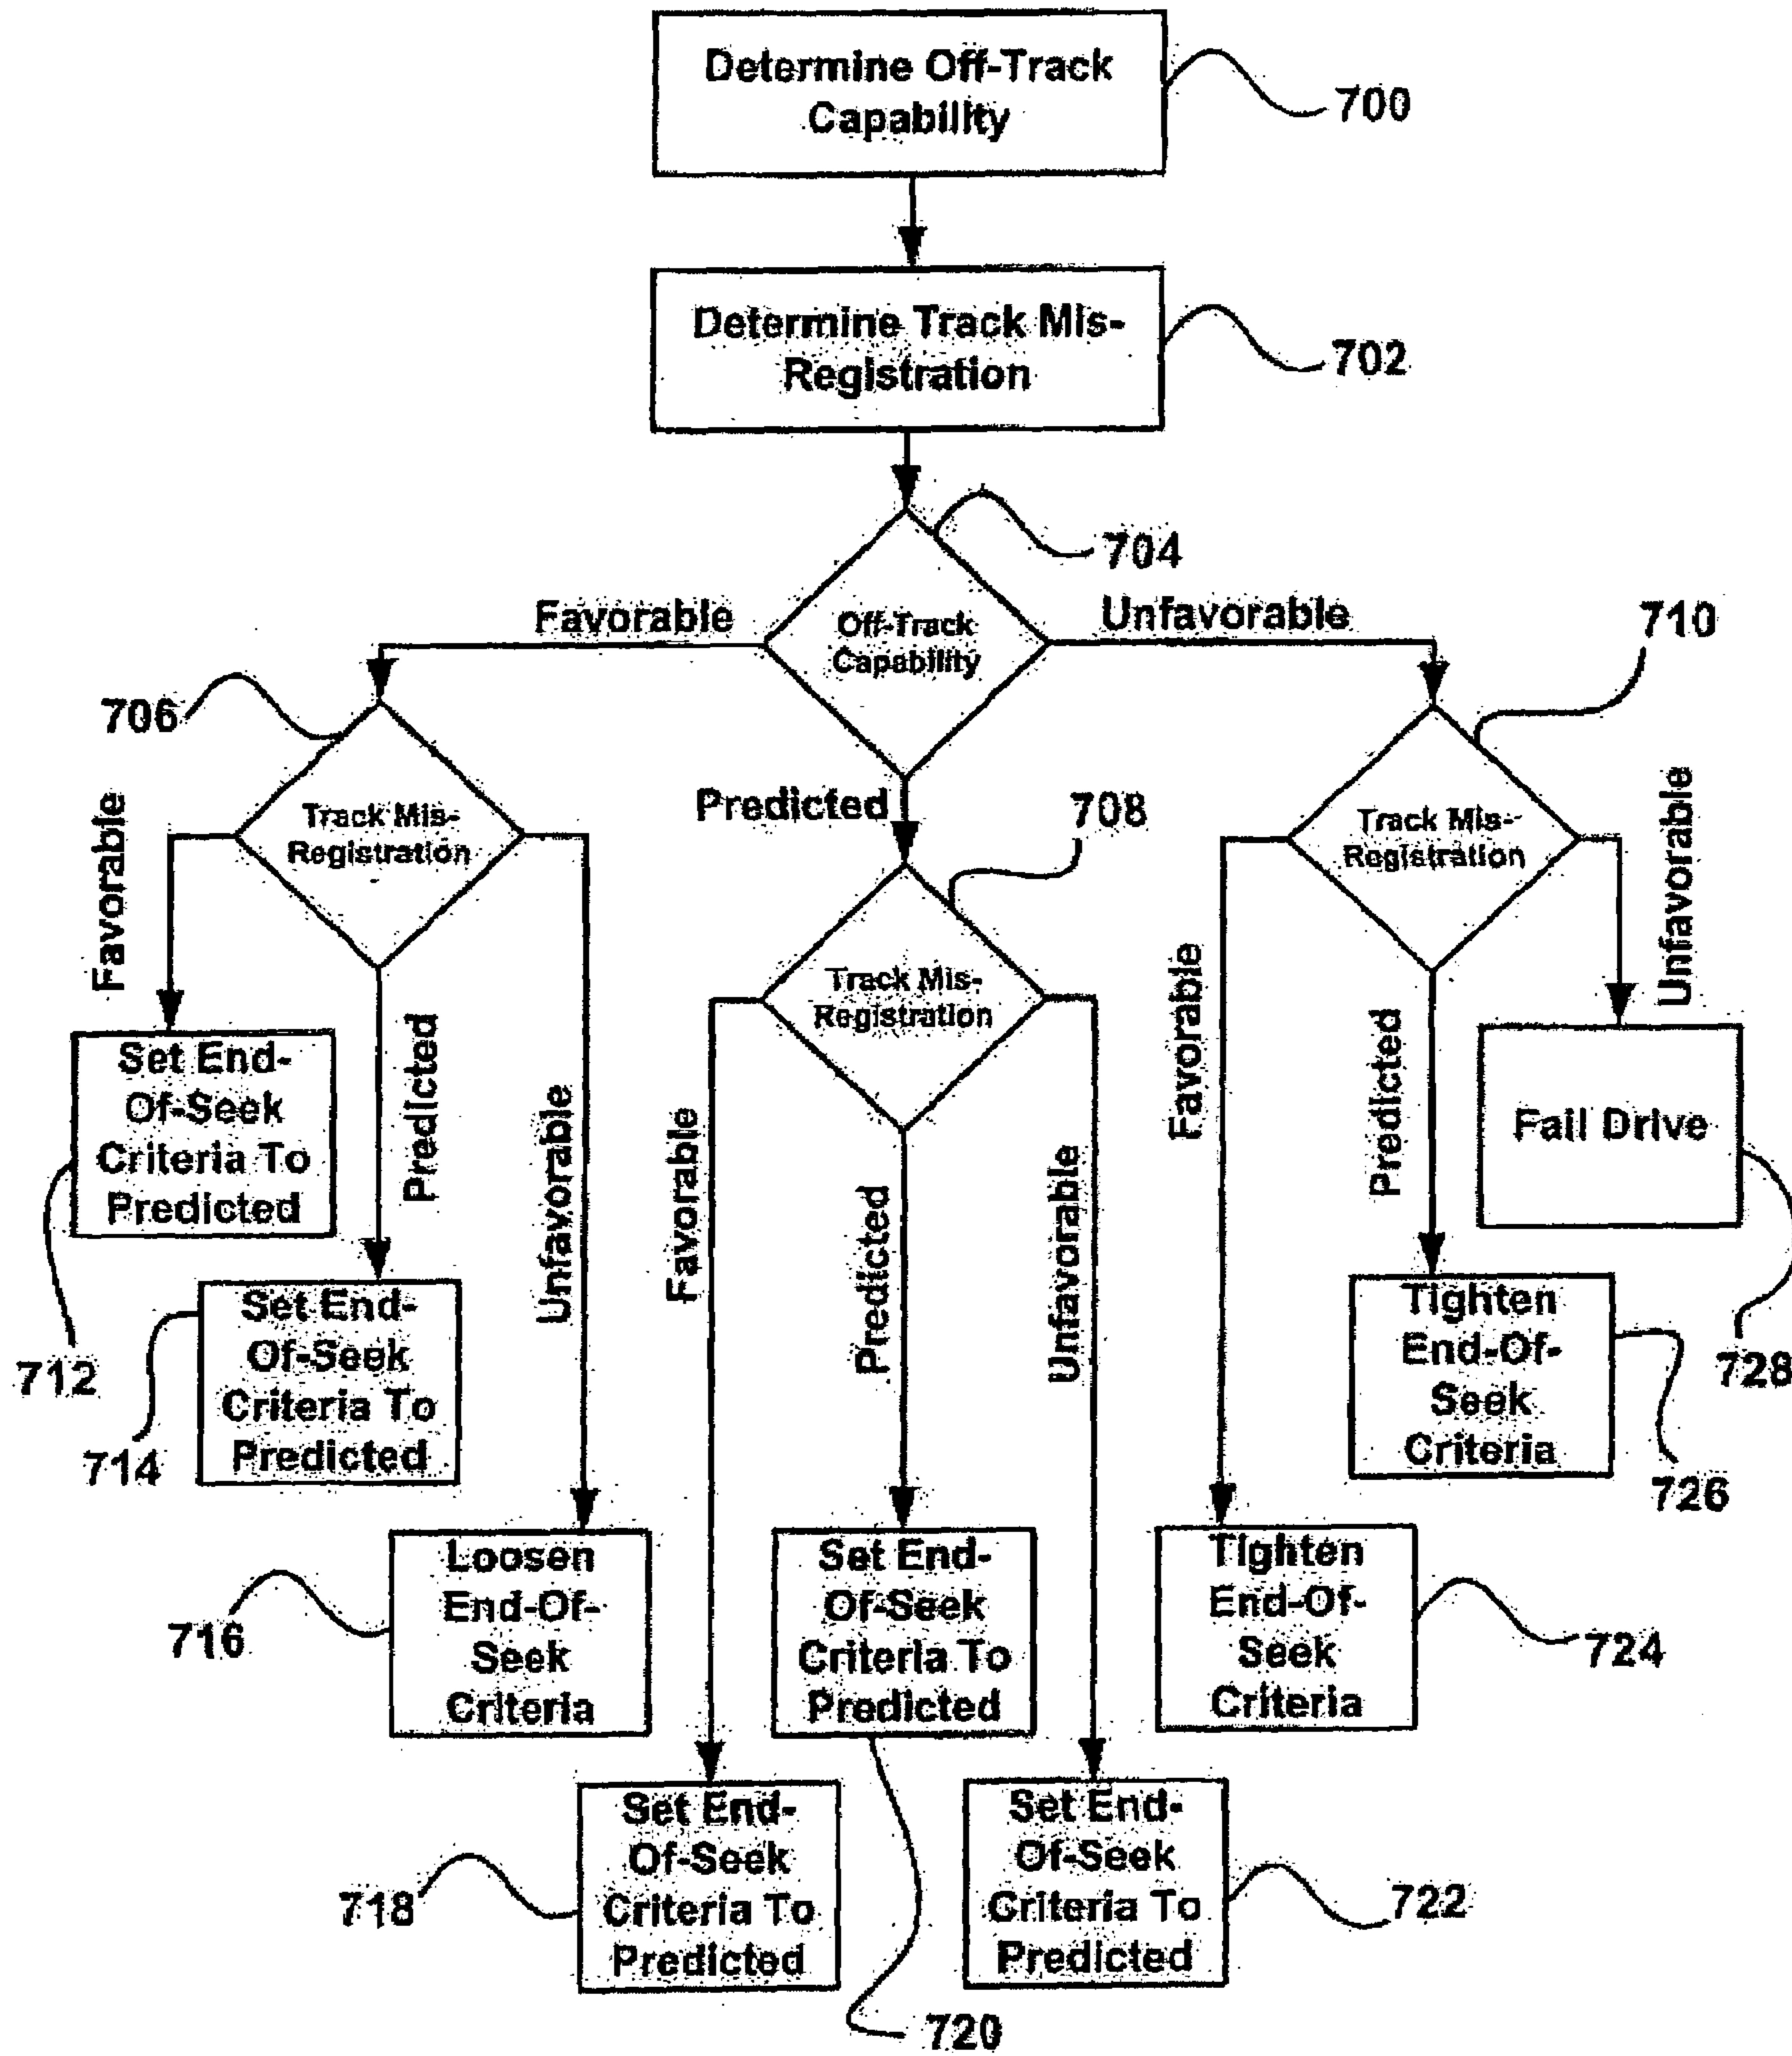 Determine Off-Track
Capability
700
Determine Track Mis-
Registration
702
704
Favorable
Off-Track
Capability
Unfavorable
710
706
Track Mis-
Registration
Predicted
708
Track Mis-
Registration
Favorable
Unfavorable
Track Mis-
Registration
Favorable
Predicted
Unfavorable
Favorable
Predicted
Unfavorable
Favorable
Predicted
Set End-
Of-Seek
Criteria To
Predicted
712
Fail Drive
728
Set End-
Of-Seek
Criteria To
Predicted
714
Tighten
End-Of-
Seek
Criteria
726
Loosen
End-Of-
Seek
Criteria
716
Set End-
Of-Seek
Criteria To
Predicted
Tighten
End-Of-
Seek
Criteria
724
Set End-
Of-Seek
Criteria To
Predicted
718
Set End-
Of-Seek
Criteria To
Predicted
722
720